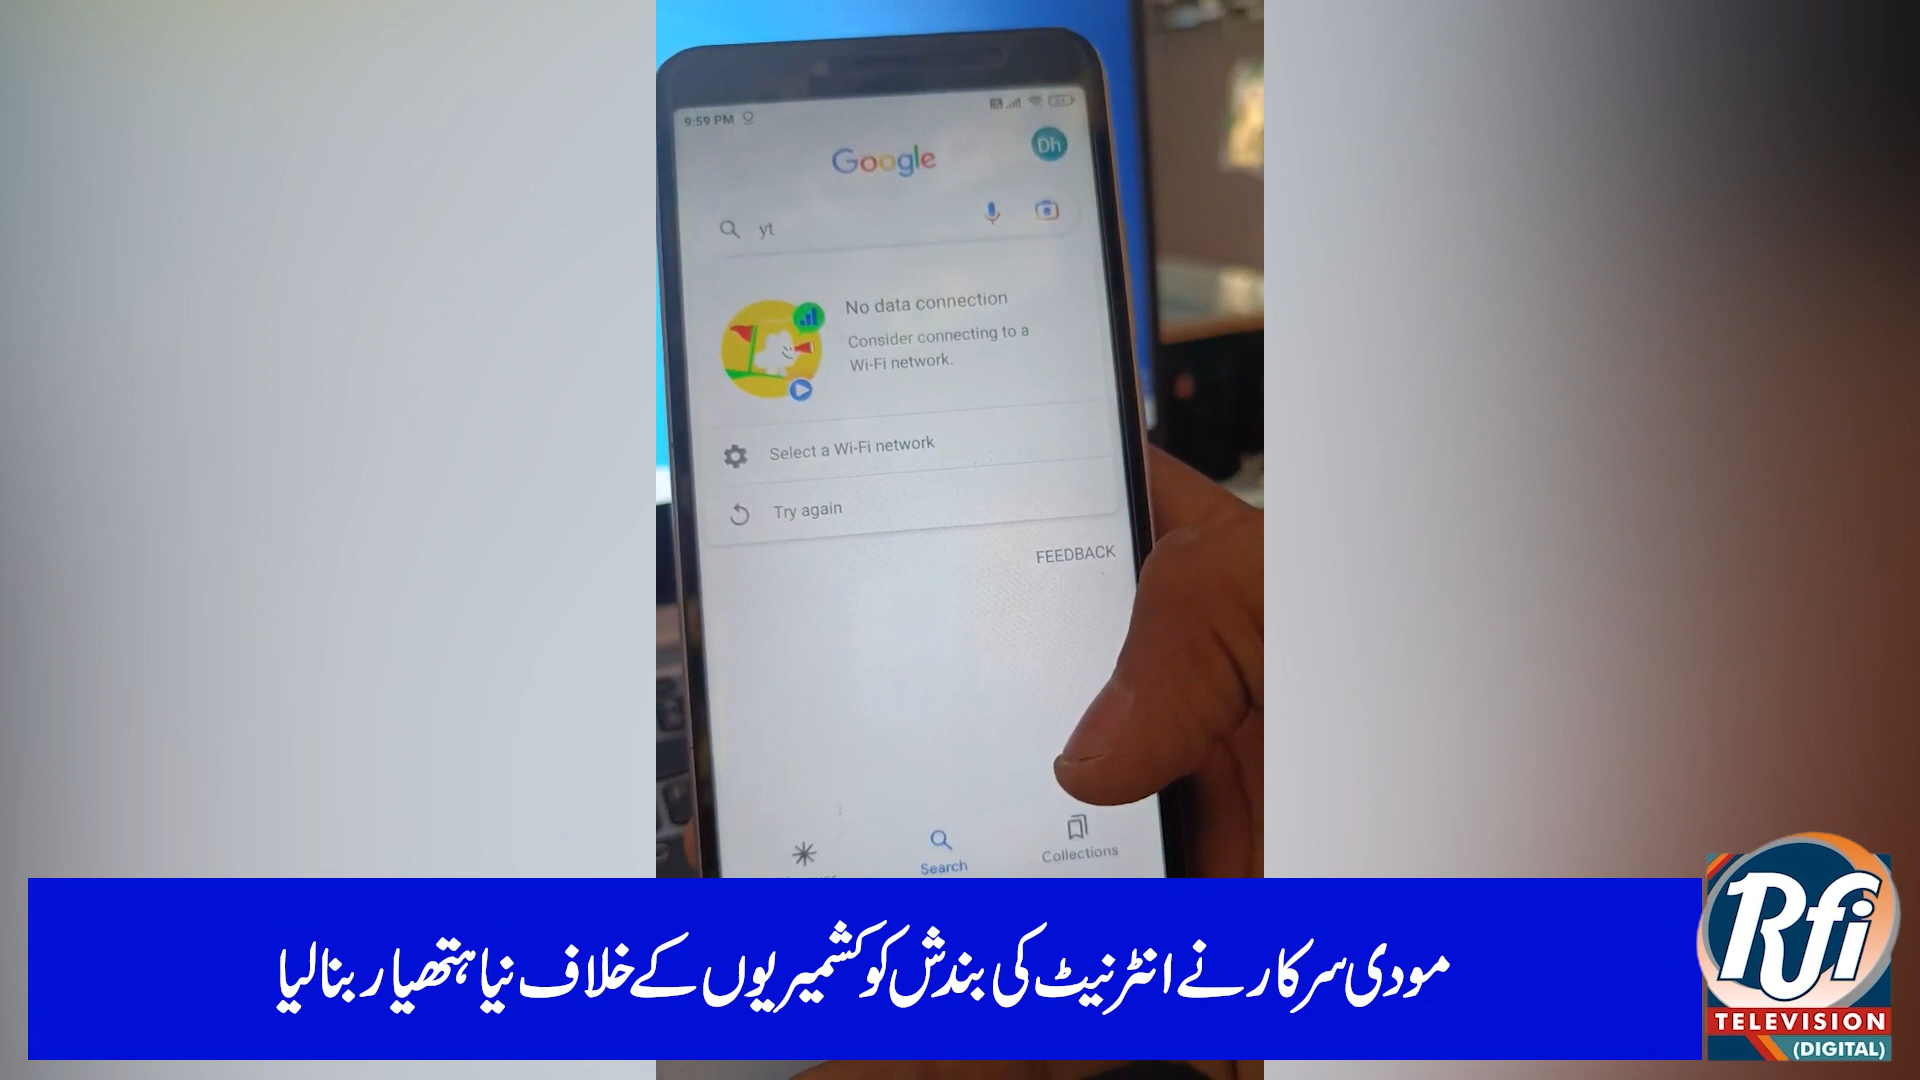 9:59 PM
Google
Dh
yt
No data connection
Consider connecting to a
Wi-Fi network.
Select a Wi-Fi network
Try again
FEEDBACK
Search
Collections
مودی سرکار نے انٹرنیٹ کی بندش کو کشمیریوں کے خلاف نیا ہتھیار بنا لیا
Rfi
TELEVISION
(DIGITAL)